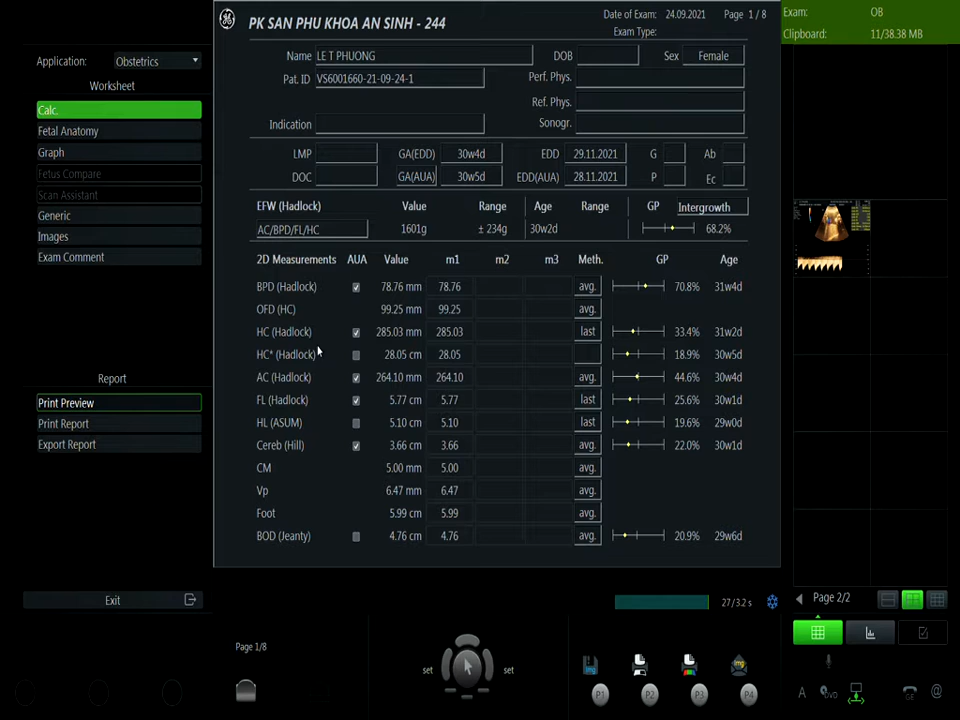 Application: Obstetrics
Worksheet
Calc.
Fetal Anatomy
Graph
Fetus Compare
Scan Assistant
Generic
Images
Exam Comment
Report
Print Preview
Print Report
Export Report
Exit
PK SAN PHU KHOA AN SINH - 244
Date of Exam: 24.09.2021 Page 1 / 8
Exam Type:
Name LE T PHUONG DOB Sex Female
Pat. ID VS6001660-21-09-24-1 Perf. Phys.
Ref. Phys.
Indication Sonogr.
LMP GA(EDD) 30w4d EDD 29.11.2021 G Ab
DOC GA(AUA) 30w5d EDD(AUA) 28.11.2021 P Ec
EFW (Hadlock) Value Range Age Range GP Intergrowth
AC/BPD/FL/HC 1601g ± 234g 30w2d 68.2%
2D Measurements AUA Value m1 m2 m3 Meth. GP Age
BPD (Hadlock) 78.76 mm 78.76 avg. 70.8% 31w4d
OFD (HC) 99.25 mm 99.25 avg.
HC (Hadlock) 285.03 mm 285.03 last 33.4% 31w2d
HC* (Hadlock) 28.05 cm 28.05 18.9% 30w5d
AC (Hadlock) 264.10 mm 264.10 avg. 44.6% 30w4d
FL (Hadlock) 5.77 cm 5.77 last 25.6% 30w1d
HL (ASUM) 5.10 cm 5.10 last 19.6% 29w0d
Cereb (Hill) 3.66 cm 3.66 avg. 22.0% 30w1d
CM 5.00 mm 5.00 avg.
Vp 6.47 mm 6.47 avg.
Foot 5.99 cm 5.99 avg.
BOD (Jeanty) 4.76 cm 4.76 avg. 20.9% 29w6d
Exam: OB
Clipboard: 11/38.38 MB
Page 2/2
27/3.2 s
Page 1/8
set set
Img
P1 P2 P3 P4
A DVD @